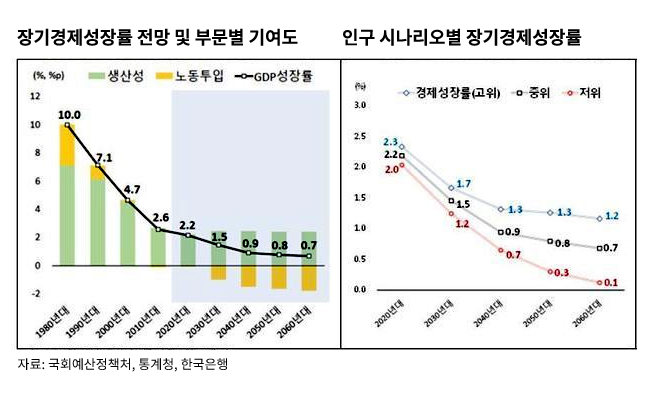 장기경제성장률 전망 및 부문별 기여도
인구 시나리오별 장기경제성장률
(%, %p)
생산성 노동투입 GDP성장률
12
10
8
6
4
2
0
-2
10.0
7.1
4.7
2.6
2.2
1.5
0.9
0.8
0.7
1980년대
1990년대
2000년대
2010년대
2020년대
2030년대
2040년대
2050년대
2060년대
(%)
경제성장률(고위) 중위 저위
3.0
2.5
2.0
1.5
1.0
0.5
0.0
2.3
1.7
1.3
1.3
1.2
2.2
1.5
0.9
0.8
0.7
2.0
1.2
0.7
0.3
0.1
2020년대
2030년대
2040년대
2050년대
2060년대
자료: 국회예산정책처, 통계청, 한국은행